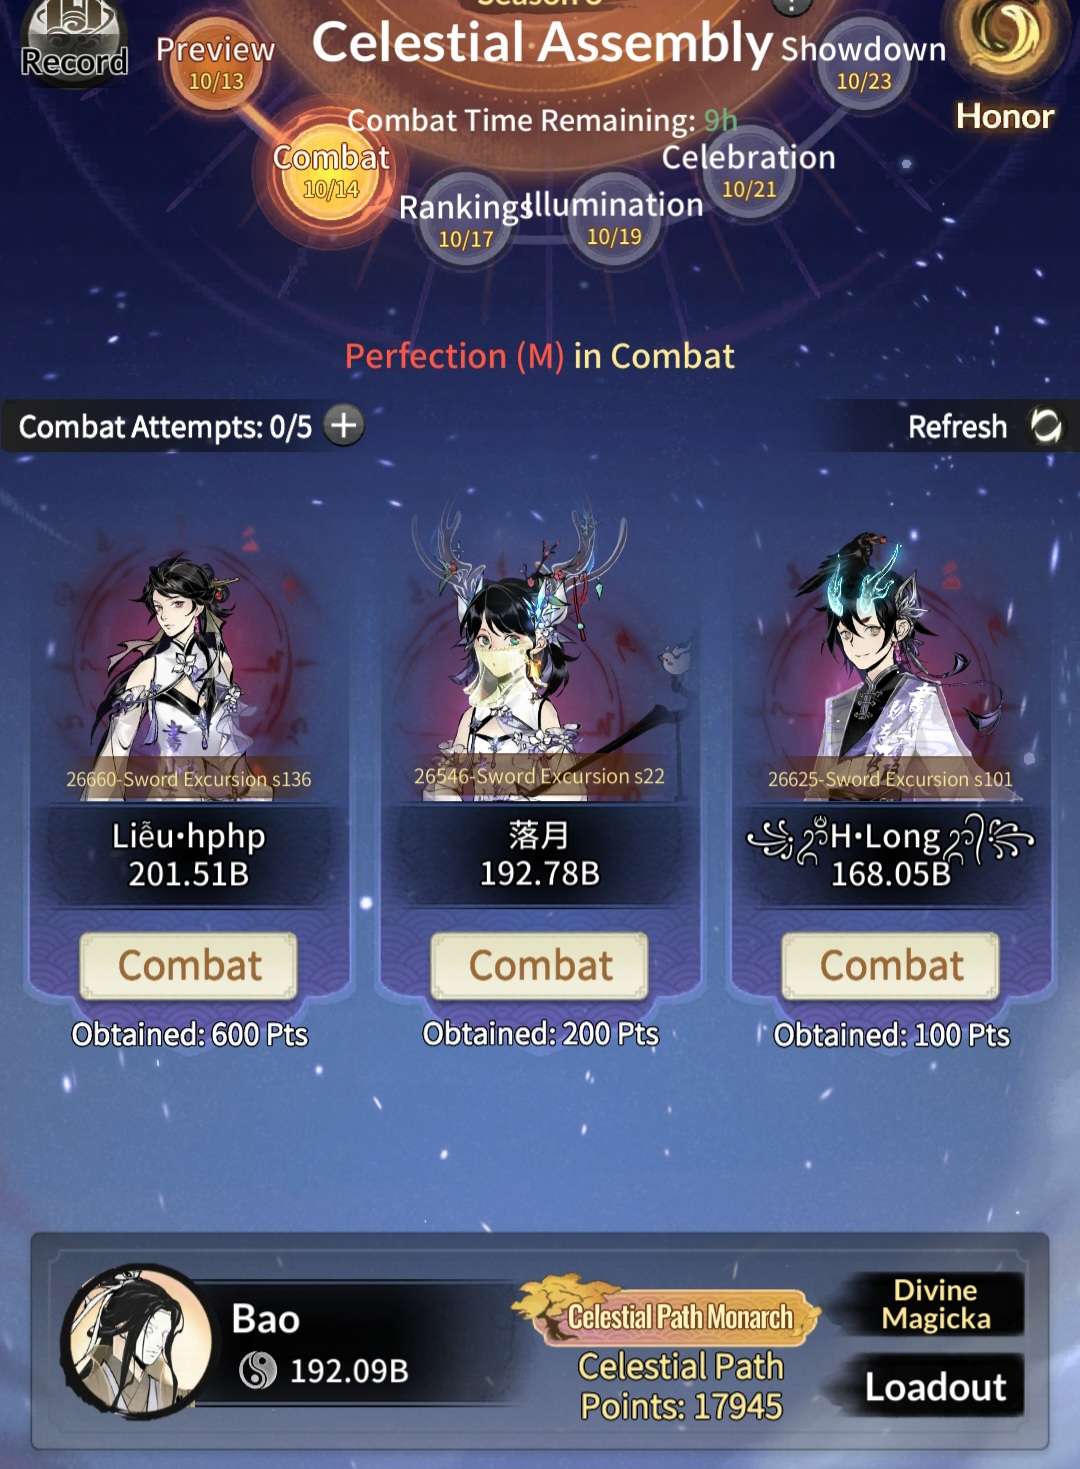 Season 6
Celestial Assembly
Record
Preview
10/13
Showdown
10/23
Honor
Combat Time Remaining: 9h
Combat
10/14
Celebration
10/21
Rankings
10/17
Illumination
10/19
Perfection (M) in Combat
Combat Attempts: 0/5
Refresh
26660-Sword Excursion s136
Liễu•hphp
201.51B
Combat
Obtained: 600 Pts
26546-Sword Excursion s22
落月
192.78B
Combat
Obtained: 200 Pts
26625-Sword Excursion s101
H•Long
168.05B
Combat
Obtained: 100 Pts
Bao
192.09B
Celestial Path Monarch
Celestial Path
Points: 17945
Divine
Magicka
Loadout